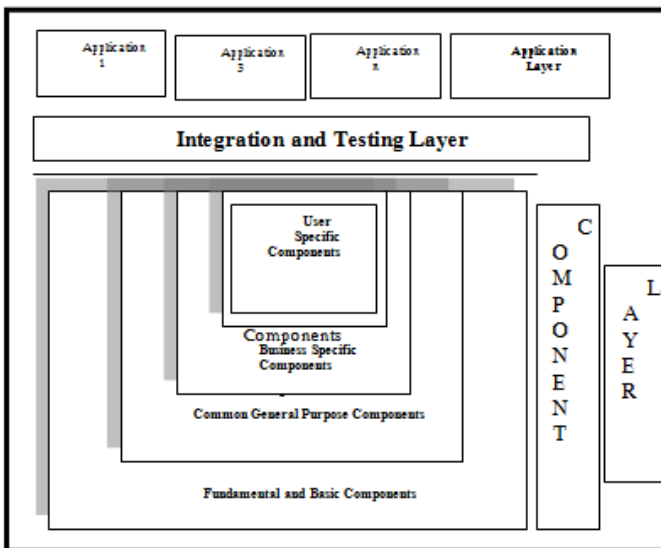 Application
1
Application
3
Application
n
Application
Layer
Integration and Testing Layer
User
Specific
Components
Components
Business Specific
Components
Common General Purpose Components
Fundamental and Basic Components
C
O
M
P
O
N
E
N
T
L
A
Y
E
R